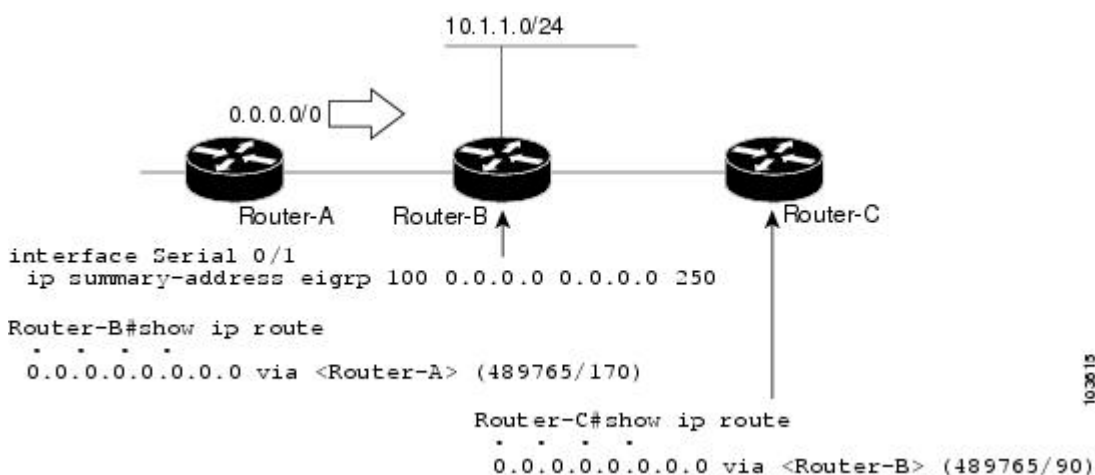 10.1.1.0/24
0.0.0.0/0
Router-A
Router-B
Router-C
interface Serial 0/1
ip summary-address eigrp 100 0.0.0.0 0.0.0.0 250
Router-B#show ip route
. . . .
0.0.0.0.0.0.0.0 via <Router-A> (489765/170)
Router-C#show ip route
. . . .
0.0.0.0.0.0.0.0 via <Router-B> (489765/90)
103615